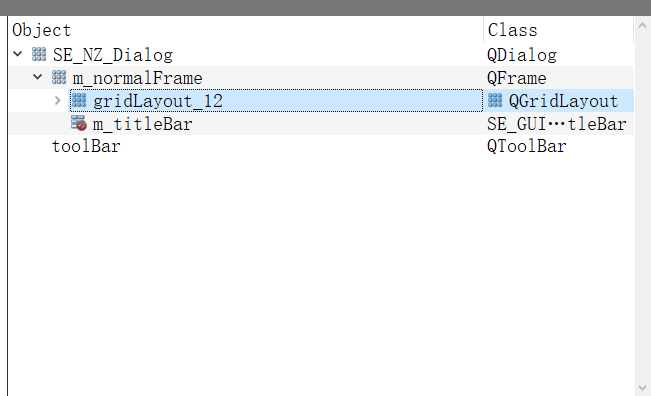 Object Class
SE_NZ_Dialog QDialog
m_normalFrame QFrame
gridLayout_12 QGridLayout
m_titleBar SE_GUI⋯tleBar
toolBar QToolBar